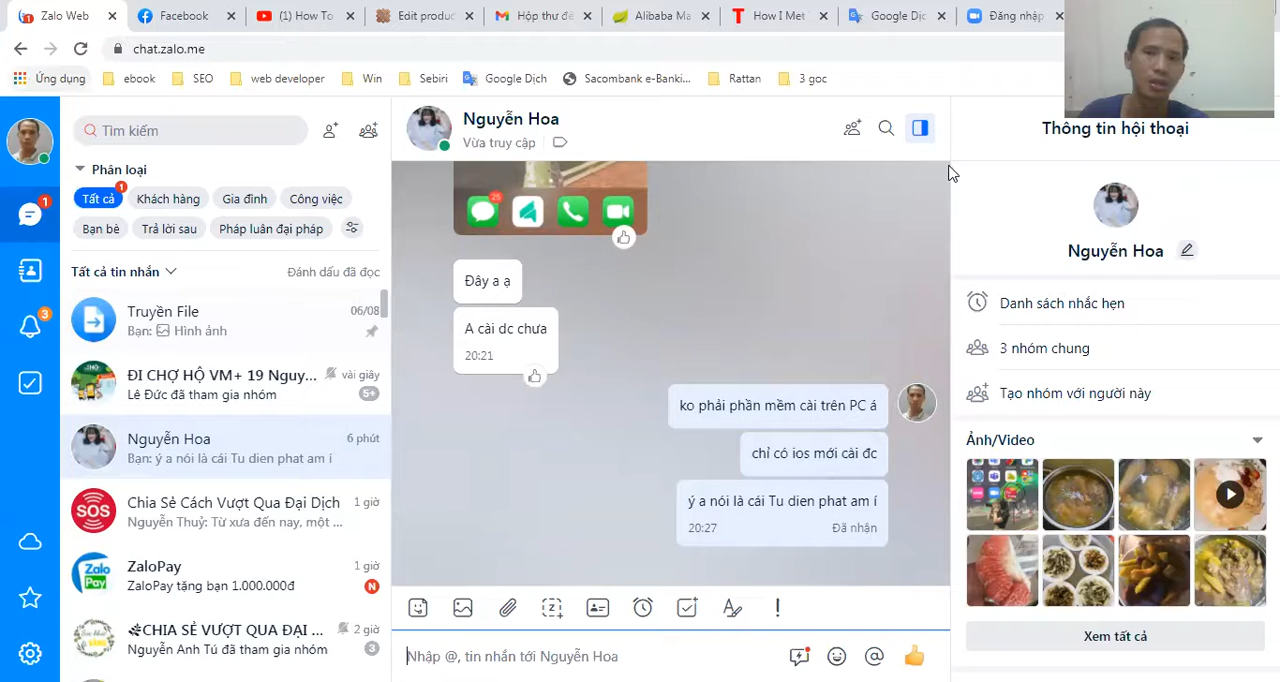 Zalo Web
Facebook
(1) How To
Edit produc
Hộp thư đế
Alibaba Ma
How I Met
Google Dịc
Đăng nhập
chat.zalo.me
Ứng dụng
ebook
SEO
web developer
Win
Sebiri
Google Dịch
Sacombank e-Banki...
Rattan
3 goc
Tìm kiếm
Phân loại
Tất cả
1
Khách hàng
Gia đình
Công việc
Bạn bè
Trả lời sau
Pháp luân đại pháp
Tất cả tin nhắn
Đánh dấu đã đọc
1
3
Truyền File
06/08
Bạn: Hình ảnh
ĐI CHỢ HỘ VM+ 19 Nguy...
vài giây
Lê Đức đã tham gia nhóm
5+
Nguyễn Hoa
6 phút
Bạn: ý a nói là cái Tu dien phat am í
SOS
Chia Sẻ Cách Vượt Qua Đại Dịch
1 giờ
Nguyễn Thuỷ: Từ xưa đến nay, một ...
Zalo
Pay
ZaloPay
1 giờ
ZaloPay tặng bạn 1.000.000đ
N
CHIA SẺ VƯỢT QUA ĐẠI ...
2 giờ
Nguyễn Anh Tú đã tham gia nhóm
3
Nguyễn Hoa
Vừa truy cập
25
Đây a ạ
A cài dc chưa
20:21
ko phải phần mềm cài trên PC á
chỉ có ios mới cài đc
ý a nói là cái Tu dien phat am í
20:27
Đã nhận
Nhập @, tin nhắn tới Nguyễn Hoa
Thông tin hội thoại
Nguyễn Hoa
Danh sách nhắc hẹn
3 nhóm chung
Tạo nhóm với người này
Ảnh/Video
Xem tất cả